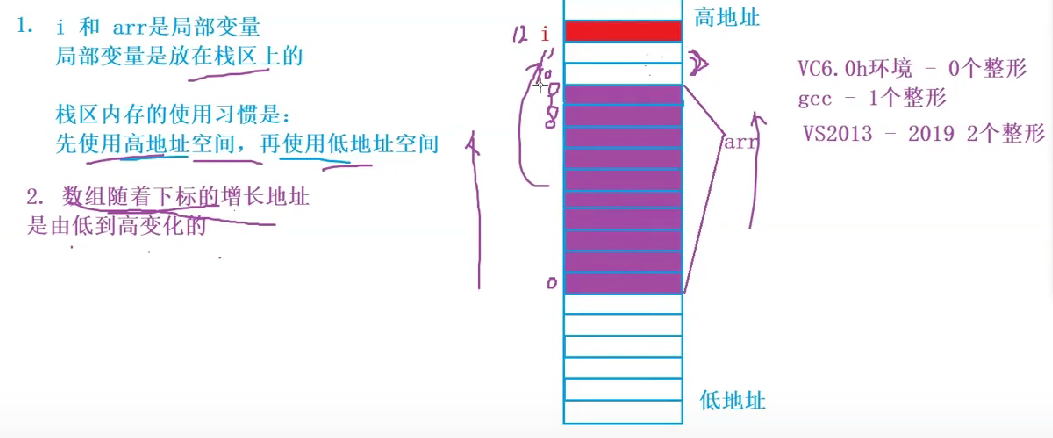 1. i 和 arr是局部变量
局部变量是放在栈区上的
栈区内存的使用习惯是：
先使用高地址空间，再使用低地址空间
2. 数组随着下标的增长地址
是由低到高变化的
高地址
12 i
9
8
0
arr
低地址
2
VC6.0h环境 - 0个整形
gcc - 1个整形
VS2013 - 2019 2个整形